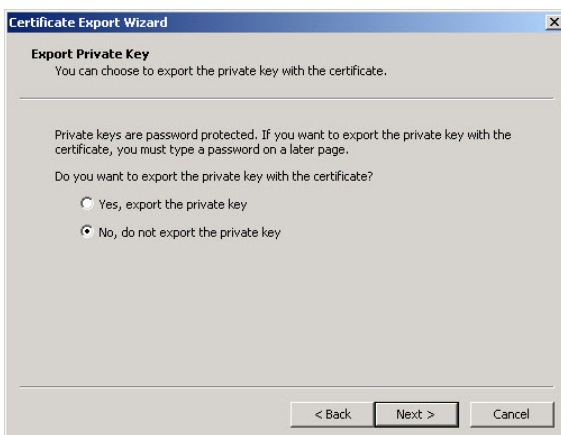 Certificate Export Wizard
Export Private Key
You can choose to export the private key with the certificate.
Private keys are password protected. If you want to export the private key with the
certificate, you must type a password on a later page.
Do you want to export the private key with the certificate?
Yes, export the private key
No, do not export the private key
< Back Next > Cancel